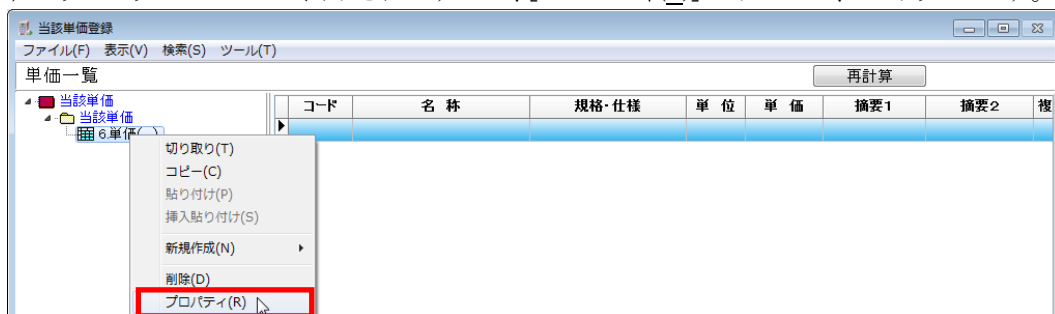 当該単価登録
ファイル(F) 表示(V) 検索(S) ツール(T)
単価一覧 再計算
当該単価
当該単価
6.単価(__)
コード 名 称 規格・仕様 単 位 単 価 摘要1 摘要2 複
切り取り(T)
コピー(C)
貼り付け(P)
挿入貼り付け(S)
新規作成(N)
削除(D)
プロパティ(R)